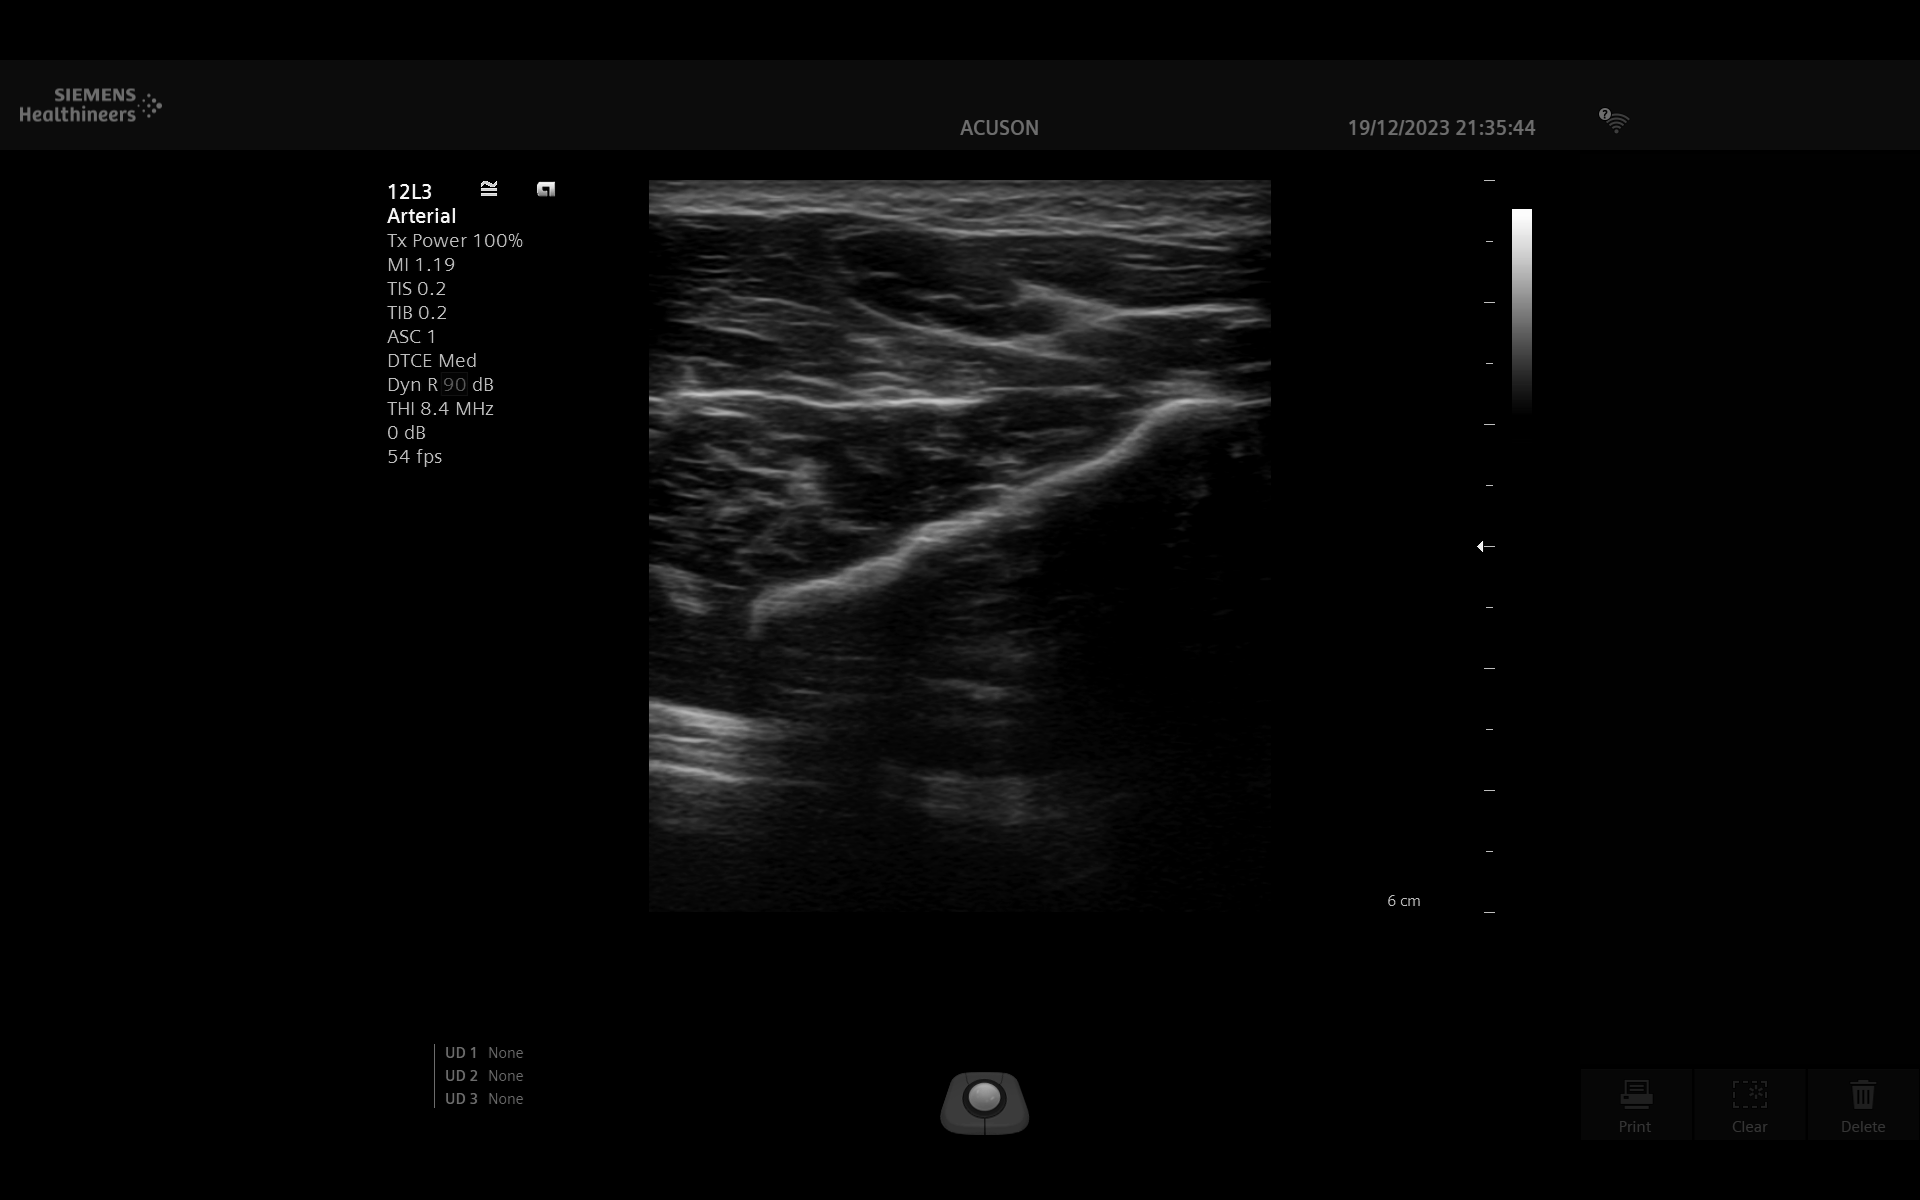 SIEMENS
Healthineers
ACUSON
19/12/2023 21:35:44
?
12L3
Arterial
Tx Power 100%
MI 1.19
TIS 0.2
TIB 0.2
ASC 1
DTCE Med
Dyn R 90 dB
THI 8.4 MHz
0 dB
54 fps
6 cm
UD 1 None
UD 2 None
UD 3 None
Print
Clear
Delete